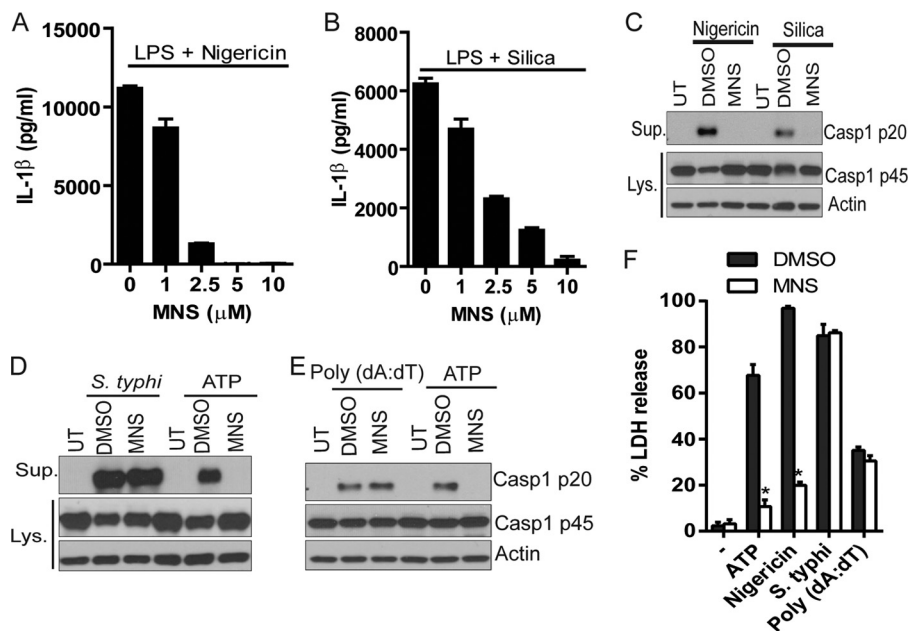 A
LPS + Nigericin
IL-1β (pg/ml)
15000
10000
5000
0
0 1 2.5 5 10
MNS (μM)
B
LPS + Silica
IL-1β (pg/ml)
8000
6000
4000
2000
0
0 1 2.5 5 10
MNS (μM)
C
Nigericin Silica
UT DMSO MNS UT DMSO MNS
Sup. Casp1 p20
Lys. Casp1 p45
Actin
D
S. typhi ATP
UT DMSO MNS UT DMSO MNS
Sup.
Lys.
E
Poly (dA:dT) ATP
UT DMSO MNS UT DMSO MNS
Casp1 p20
Casp1 p45
Actin
F
DMSO
MNS
% LDH release
100
80
60
40
20
0
* *
- ATP Nigericin S. typhi Poly (dA:dT)